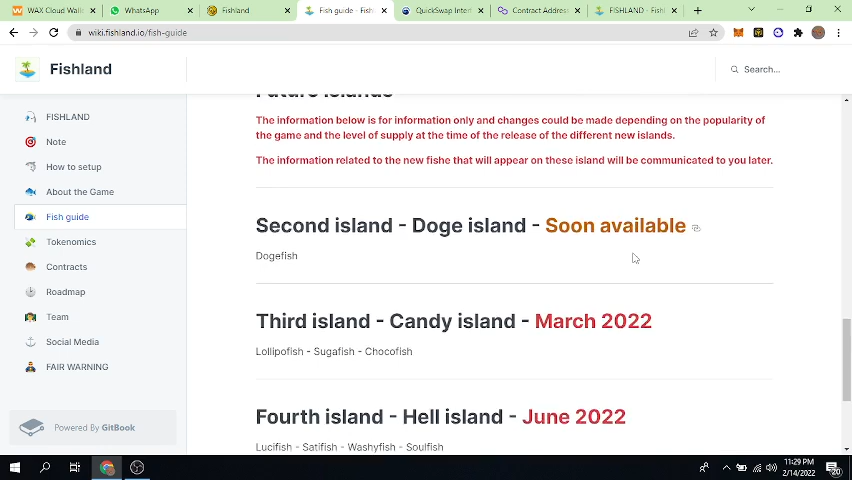 WAX Cloud Wall
WhatsApp
Fishland
Fish guide - Fish
QuickSwap Inter
Contract Address
FISHLAND - Fishl
wiki.fishland.io/fish-guide
Fishland
Search...
FISHLAND
Note
How to setup
About the Game
Fish guide
Tokenomics
Contracts
Roadmap
Team
Social Media
FAIR WARNING
Powered By GitBook
Future islands
The information below is for information only and changes could be made depending on the popularity of
the game and the level of supply at the time of the release of the different new islands.
The information related to the new fishe that will appear on these island will be communicated to you later.
Second island - Doge island - Soon available
Dogefish
Third island - Candy island - March 2022
Lollipofish - Sugafish - Chocofish
Fourth island - Hell island - June 2022
Lucifish - Satifish - Washyfish - Soulfish
11:29 PM
2/14/2022
20